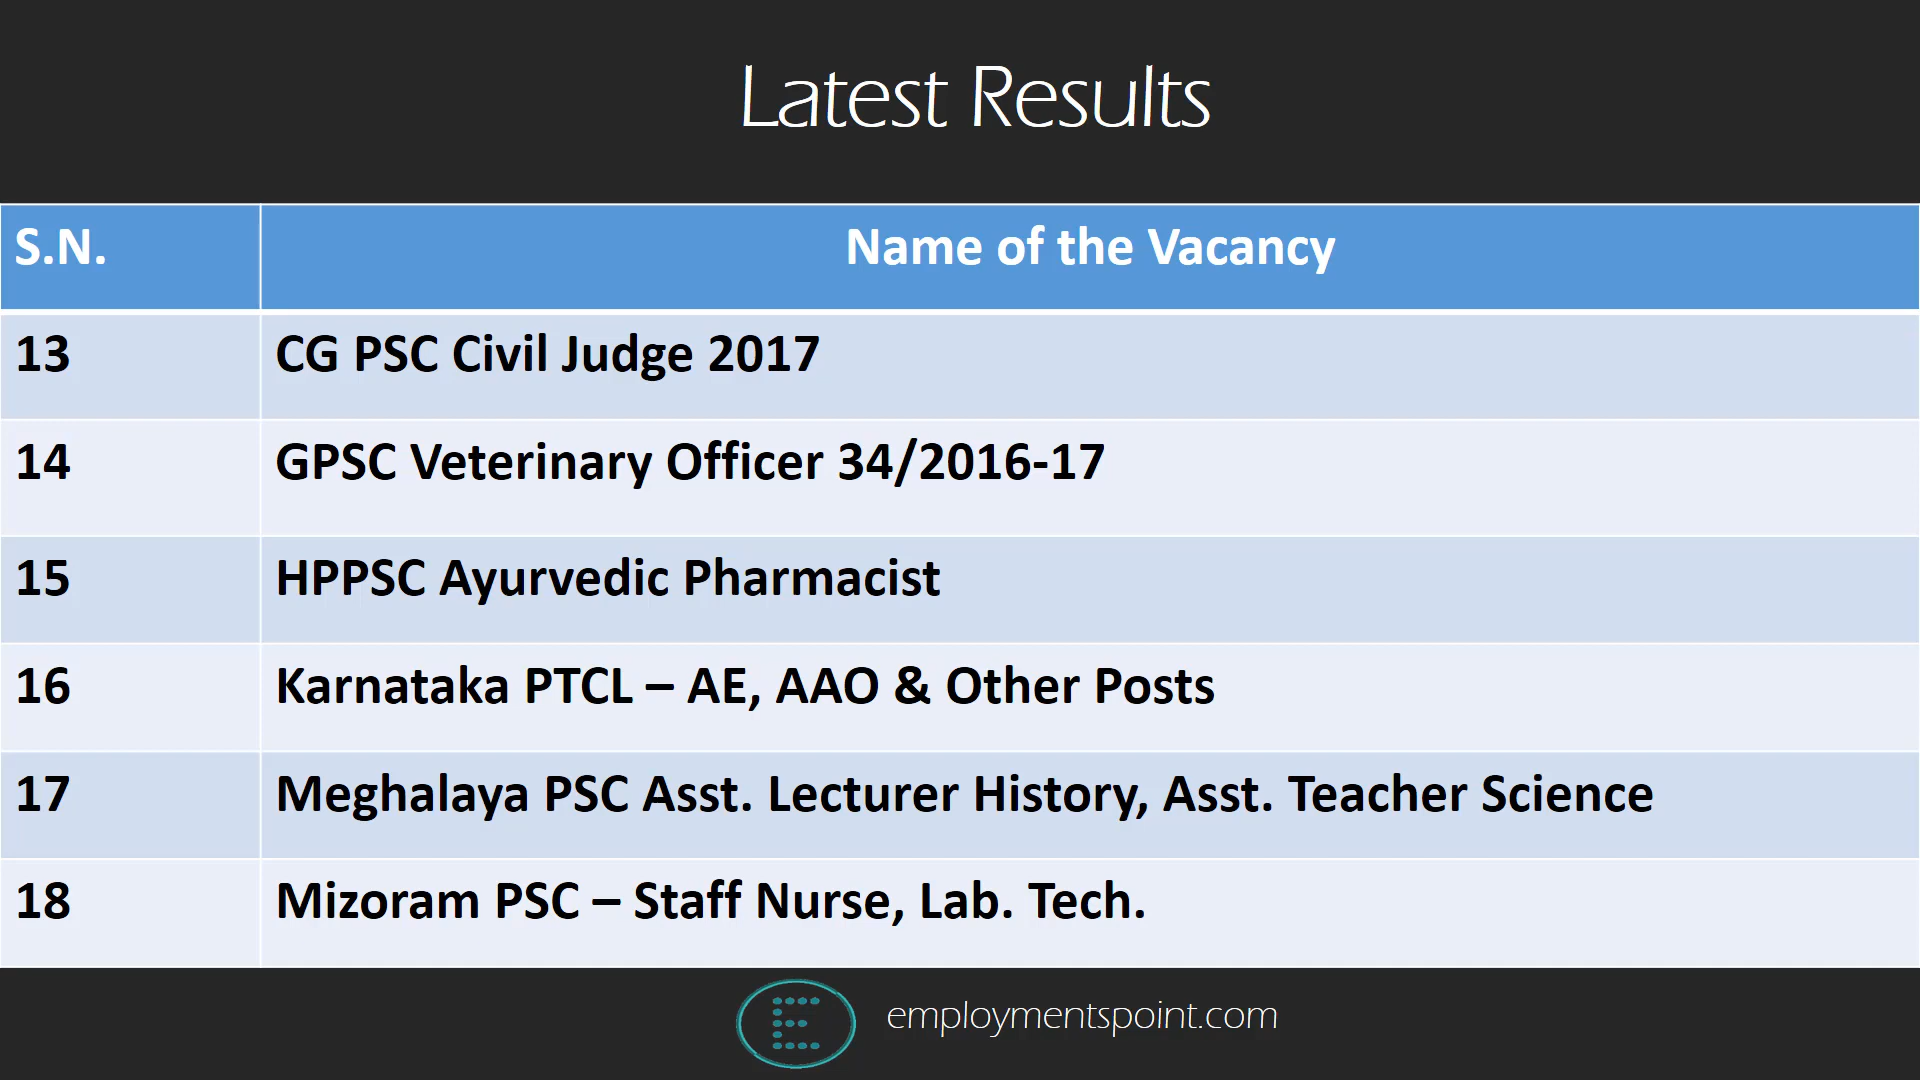 Latest Results
S.N. Name of the Vacancy
13 CG PSC Civil Judge 2017
14 GPSC Veterinary Officer 34/2016-17
15 HPPSC Ayurvedic Pharmacist
16 Karnataka PTCL – AE, AAO & Other Posts
17 Meghalaya PSC Asst. Lecturer History, Asst. Teacher Science
18 Mizoram PSC – Staff Nurse, Lab. Tech.
E employmentspoint.com